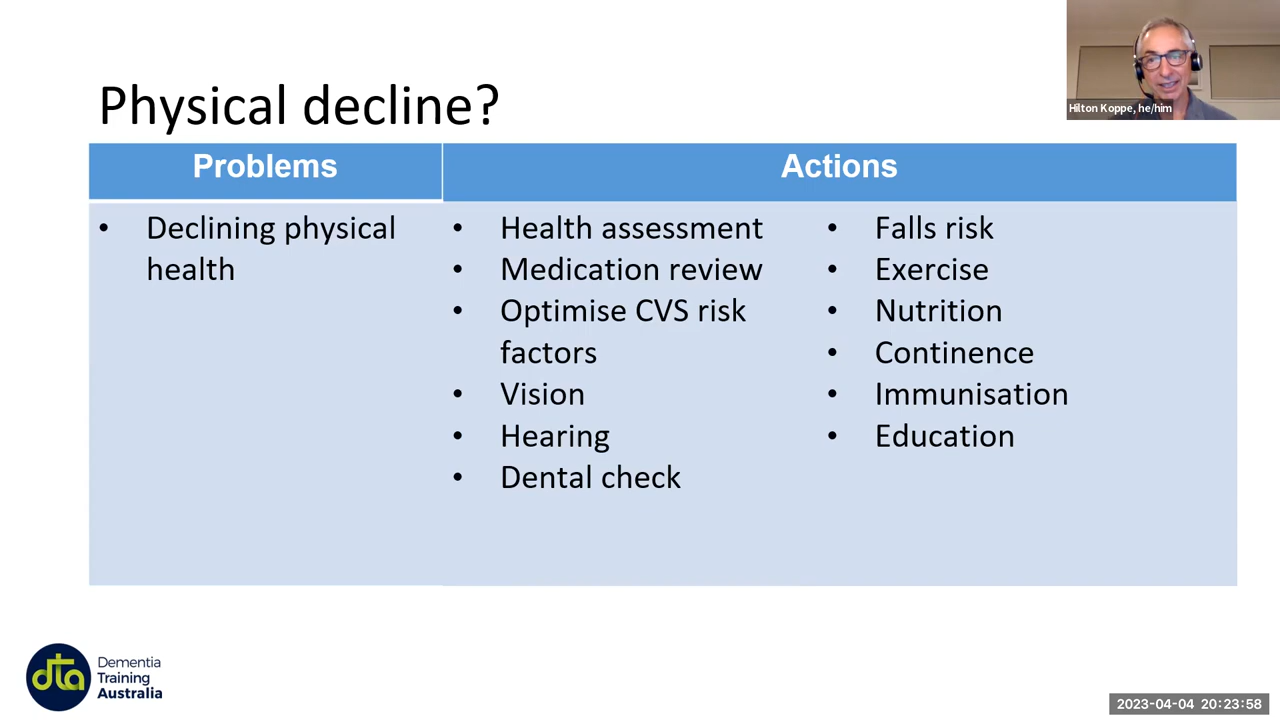 Hilton Koppe, he/him
Physical decline?
Problems
Actions
• Declining physical
health
• Health assessment
• Medication review
• Optimise CVS risk
factors
• Vision
• Hearing
• Dental check
• Falls risk
• Exercise
• Nutrition
• Continence
• Immunisation
• Education
dta
Dementia
Training
Australia
2023-04-04 20:23:58